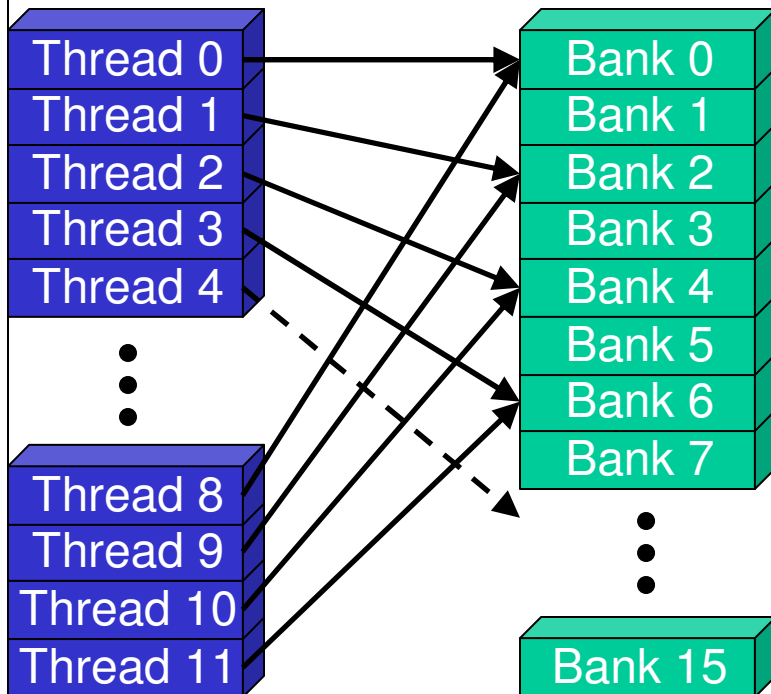 Thread 0
Thread 1
Thread 2
Thread 3
Thread 4
Thread 8
Thread 9
Thread 10
Thread 11
Bank 0
Bank 1
Bank 2
Bank 3
Bank 4
Bank 5
Bank 6
Bank 7
Bank 15